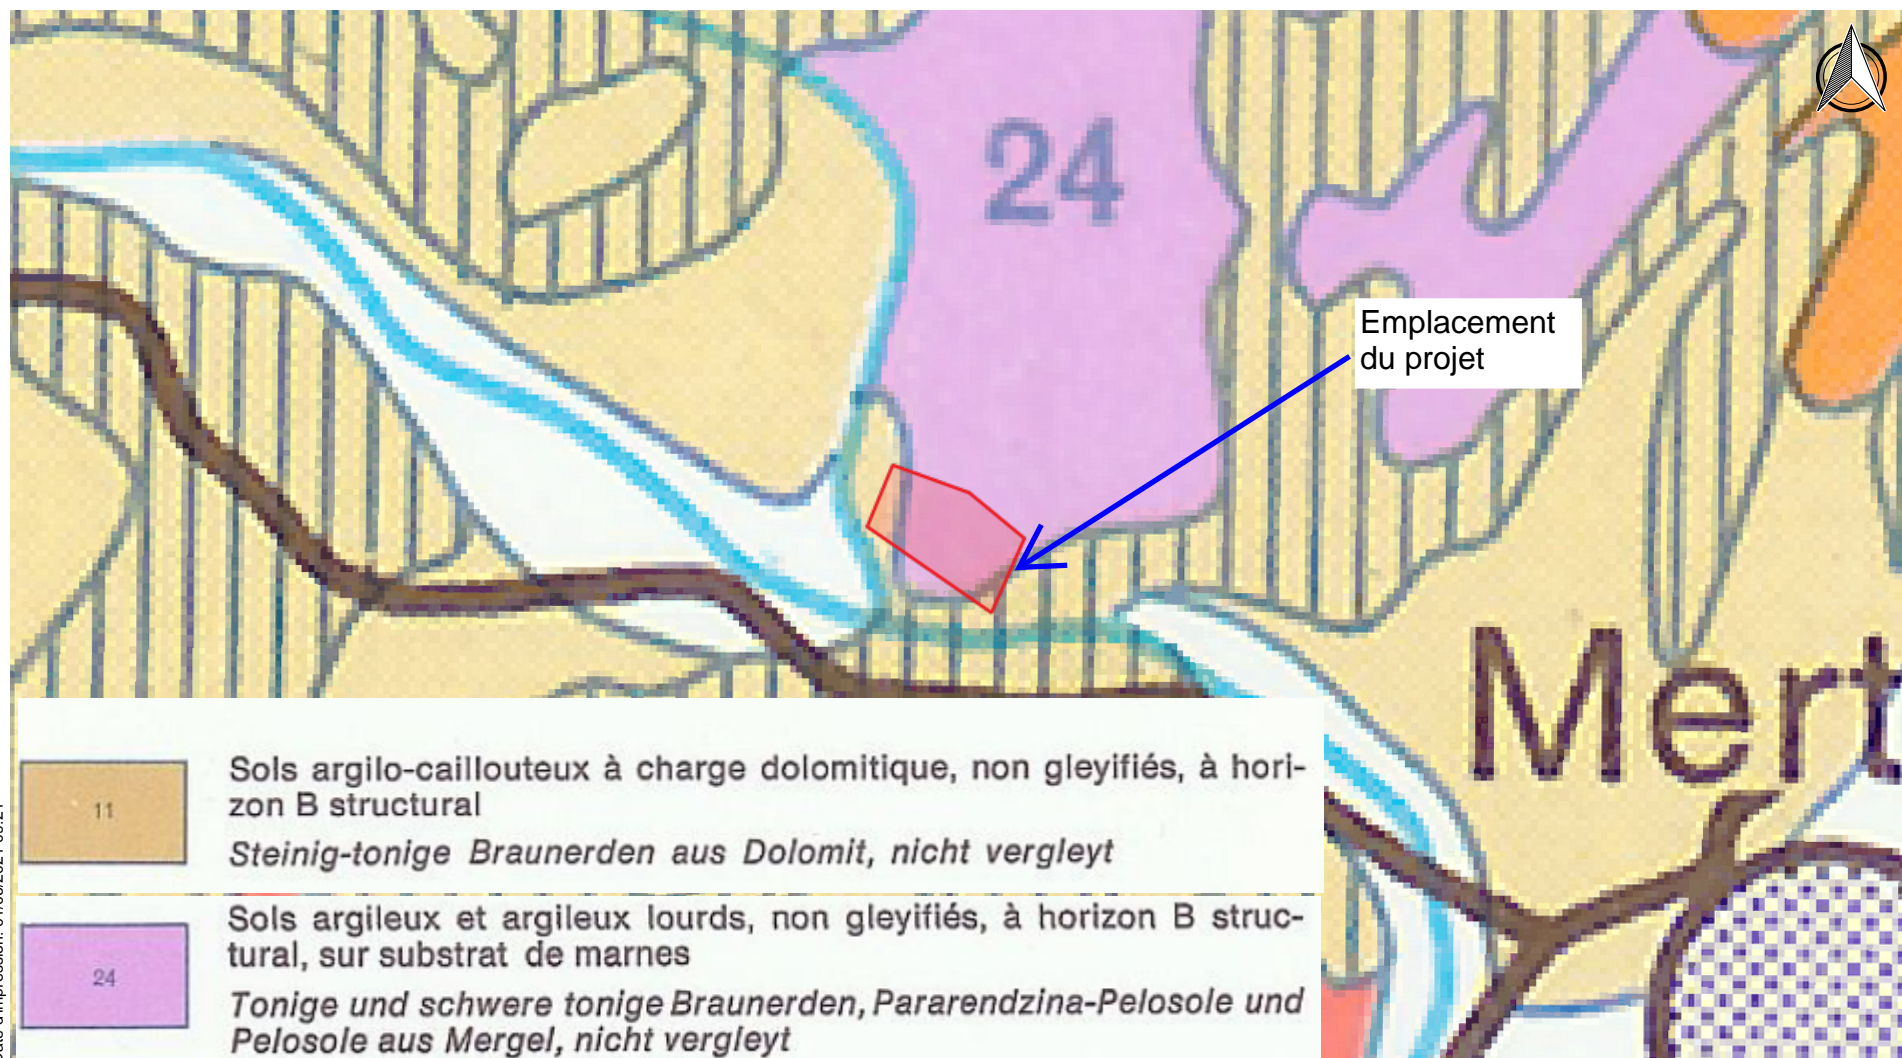 24
Emplacement
du projet
Mert
11
Sols argilo-caillouteux à charge dolomitique, non gleyifiés, à hori-
zon B structural
Steinig-tonige Braunerden aus Dolomit, nicht vergleyt
24
Sols argileux et argileux lourds, non gleyifiés, à horizon B struc-
tural, sur substrat de marnes
Tonige und schwere tonige Braunerden, Pararendzina-Pelosole und
Pelosole aus Mergel, nicht vergleyt